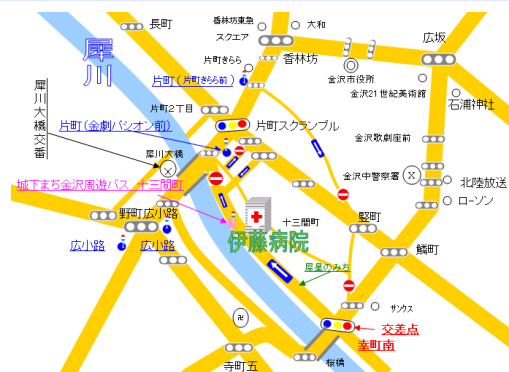 長町
香林坊東急
スクエア
大和
広坂
犀川
片町きらら
香林坊
金沢市役所
片町(片町きらら前)
金沢21世紀美術館
石浦神社
犀川大橋交番
片町2丁目
片町(金劇パシオン前)
片町スクランブル
金沢歌劇座前
犀川大橋
金沢中警察署
北陸放送
城下まち金沢周遊バス 十三間町
ローソン
野町広小路
十三間町
竪町
広小路
広小路
伊藤病院
鱗町
犀星のみち
サンクス
卍
交差点
幸町南
寺町五
桜橋